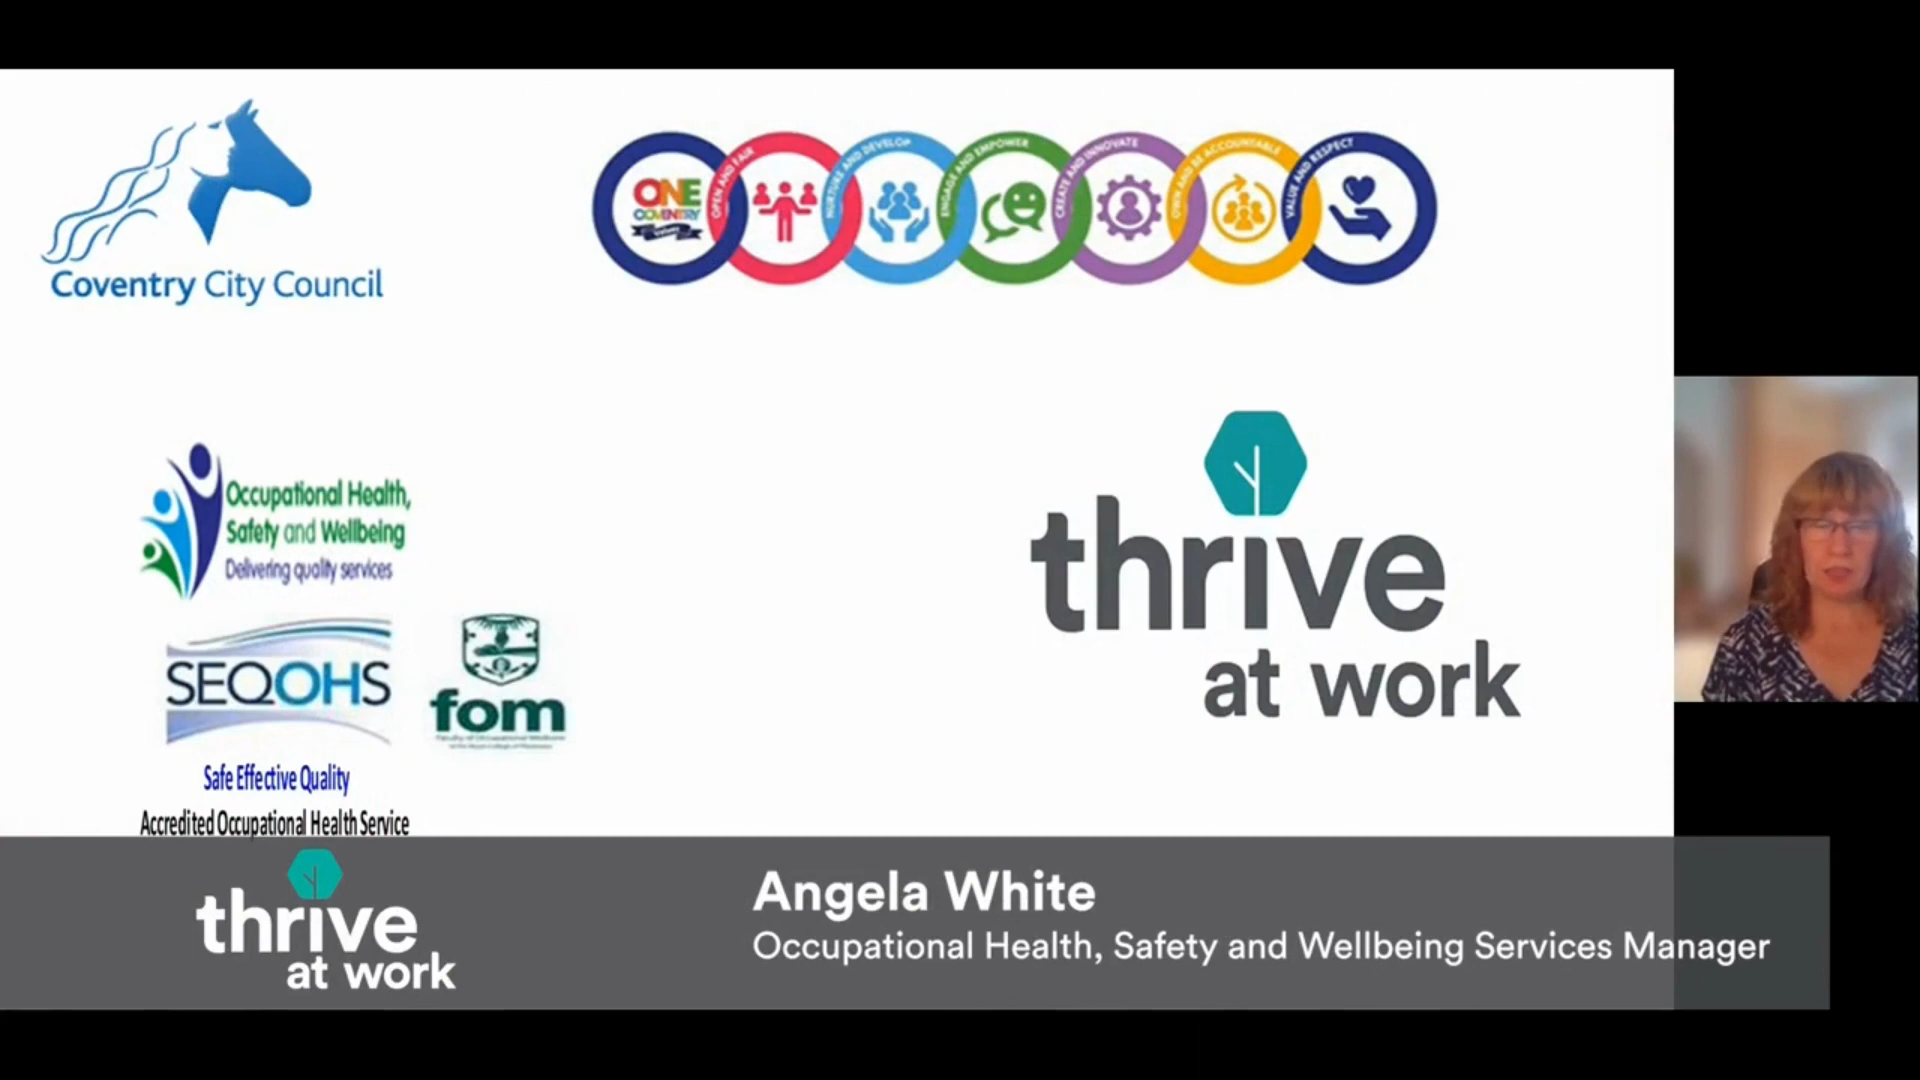 Coventry City Council
ONE
COVENTRY
Values
OPEN AND FAIR
NURTURE AND DEVELOP
ENGAGE AND EMPOWER
CREATE AND INNOVATE
OWN AND BE ACCOUNTABLE
VALUE AND RESPECT
Occupational Health,
Safety and Wellbeing
Delivering quality services
SEQOHS
fom
Safe Effective Quality
Accredited Occupational Health Service
thrive
at work
thrive
at work
Angela White
Occupational Health, Safety and Wellbeing Services Manager